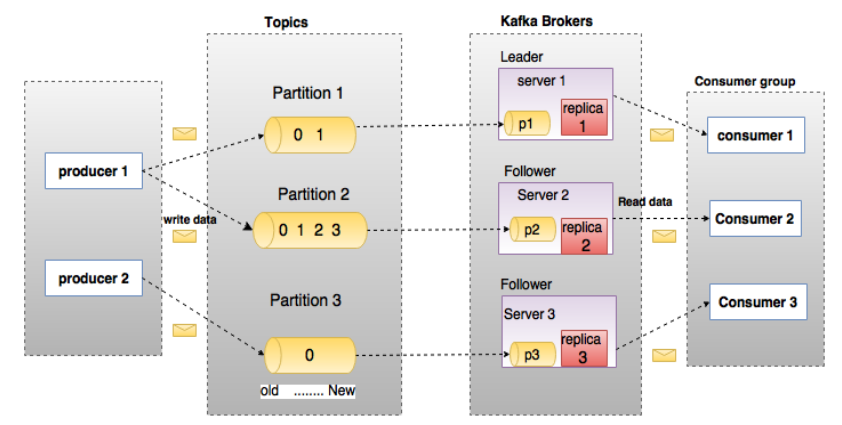 Topics
Kafka Brokers
Leader
server 1
Consumer group
Partition 1
p1
replica
1
0 1
consumer 1
producer 1
Follower
Partition 2
Server 2
Read data
write data
0 1 2 3
p2
replica
2
Consumer 2
producer 2
Follower
Partition 3
Server 3
Consumer 3
replica
3
0
p3
old ........ New